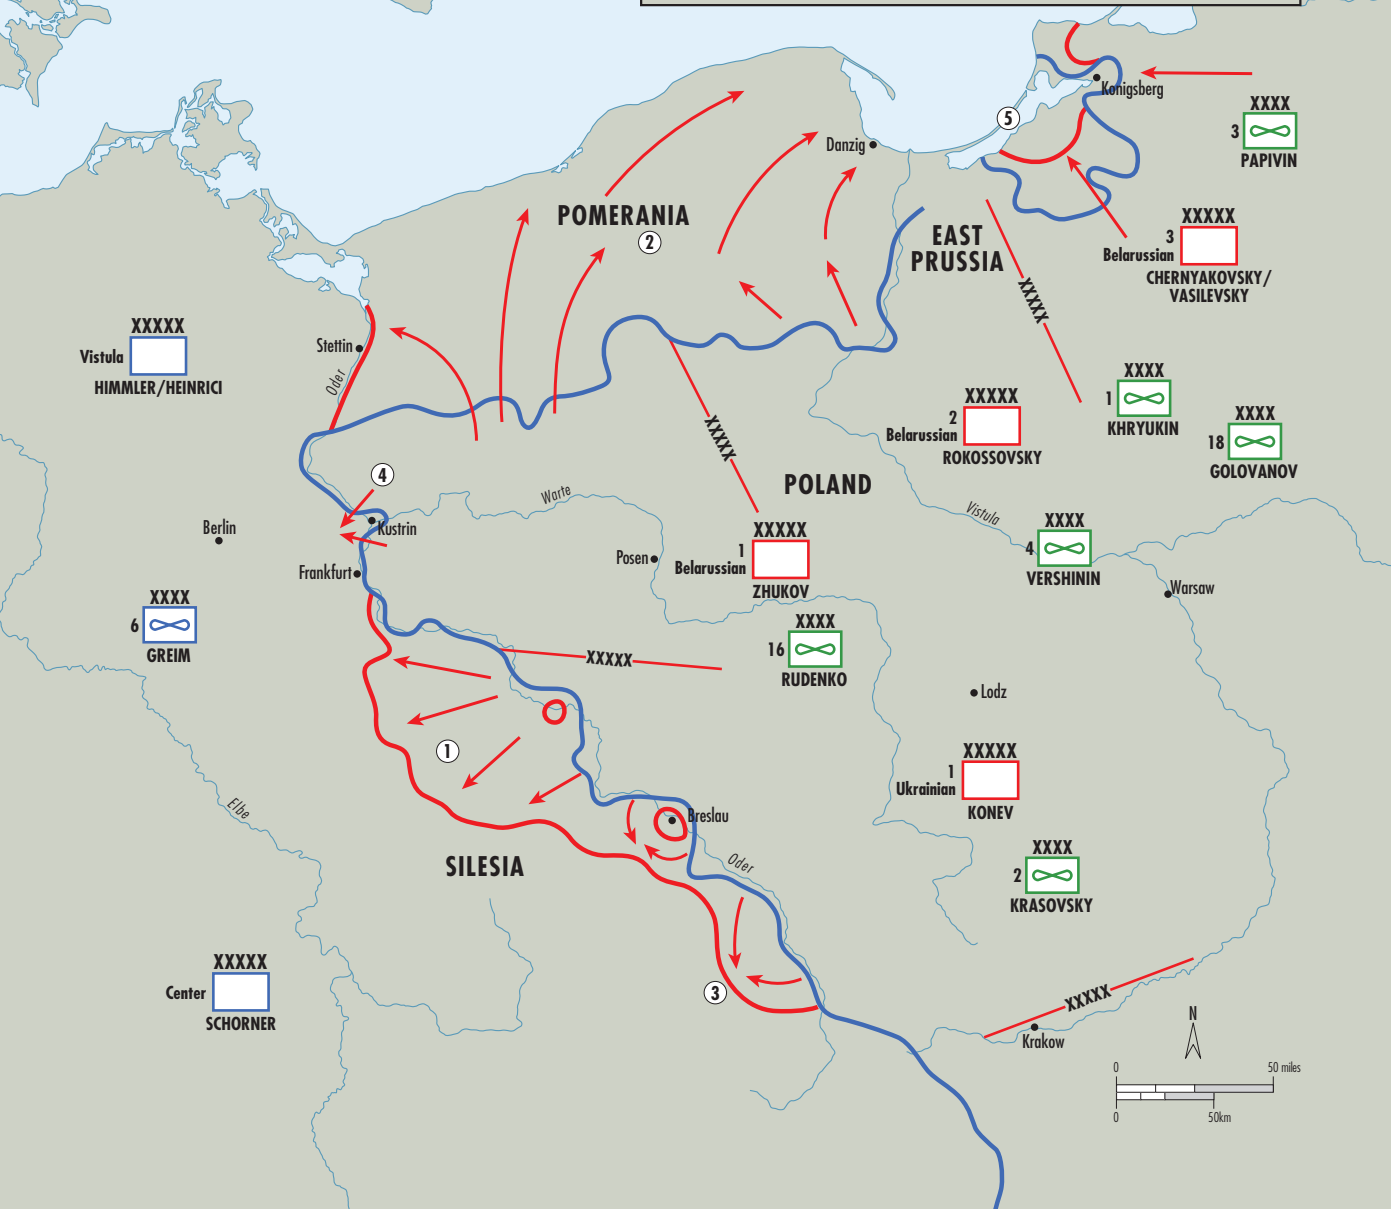 Konigsberg
XXXX
3
PAPIVIN
5
Danzig
POMERANIA
2
EAST
PRUSSIA
XXXXX
3
Belarussian
CHERNYAKOVSKY/
VASILEVSKY
XXXXX
XXXXX
Vistula
HIMMLER/HEINRICI
Stettin
Oder
XXXX
1
KHRYUKIN
XXXXX
2
Belarussian
ROKOSSOVSKY
XXXX
18
GOLOVANOV
XXXXX
4
POLAND
Warte
Vistula
Berlin
Kustrin
XXXXX
1
Belarussian
ZHUKOV
XXXX
4
VERSHININ
Posen
Frankfurt
Warsaw
XXXX
6
GREIM
XXXX
16
RUDENKO
XXXXX
Lodz
1
XXXXX
1
Ukrainian
KONEV
Elbe
Breslau
Oder
SILESIA
XXXX
2
KRASOVSKY
XXXXX
Center
SCHORNER
3
XXXXX
Krakow
N
0 50 miles
0 50km